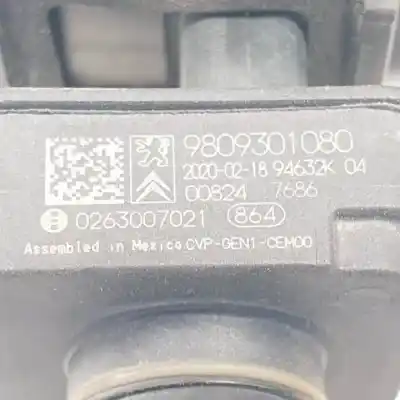 9809301080
2020-02-18 94632K 04
00824 7686
0263007021 864
Assembled in Mexico CVP-GEN1-CEM00